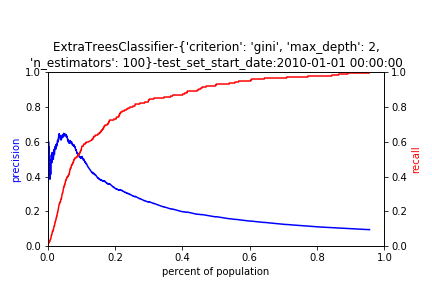 ExtraTreesClassifier-{'criterion': 'gini', 'max_depth': 2,
'n_estimators': 100}-test_set_start_date:2010-01-01 00:00:00
1.0
0.8
0.6
0.4
0.2
0.0
precision
1.0
0.8
0.6
0.4
0.2
0.0
recall
0.0 0.2 0.4 0.6 0.8 1.0
percent of population